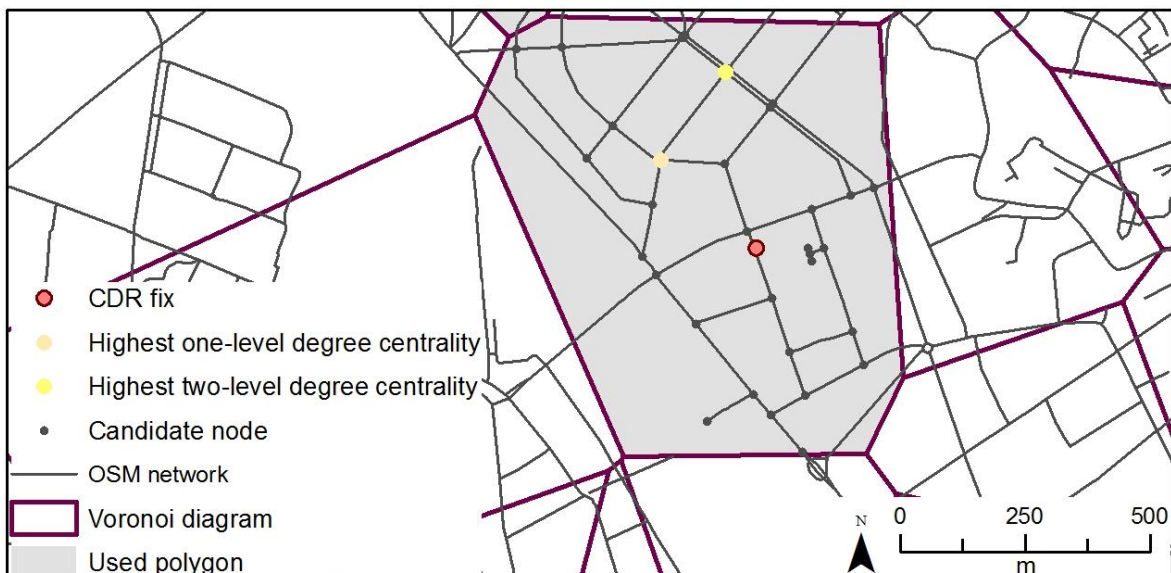 CDR fix
Highest one-level degree centrality
Highest two-level degree centrality
Candidate node
OSM network
Voronoi diagram
Used polygon
N
0 250 500
m